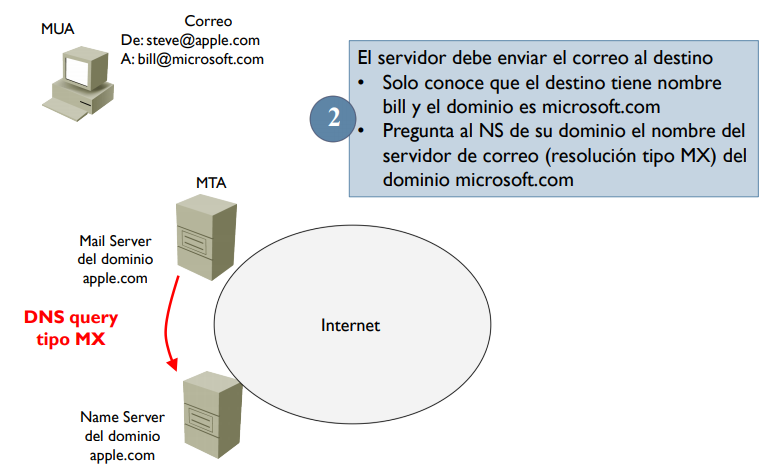 MUA
Correo
De: steve@apple.com
A: bill@microsoft.com
El servidor debe enviar el correo al destino
• Solo conoce que el destino tiene nombre
bill y el dominio es microsoft.com
2
• Pregunta al NS de su dominio el nombre del
servidor de correo (resolución tipo MX) del
dominio microsoft.com
MTA
Mail Server
del dominio
apple.com
DNS query
tipo MX
Internet
Name Server
del dominio
apple.com